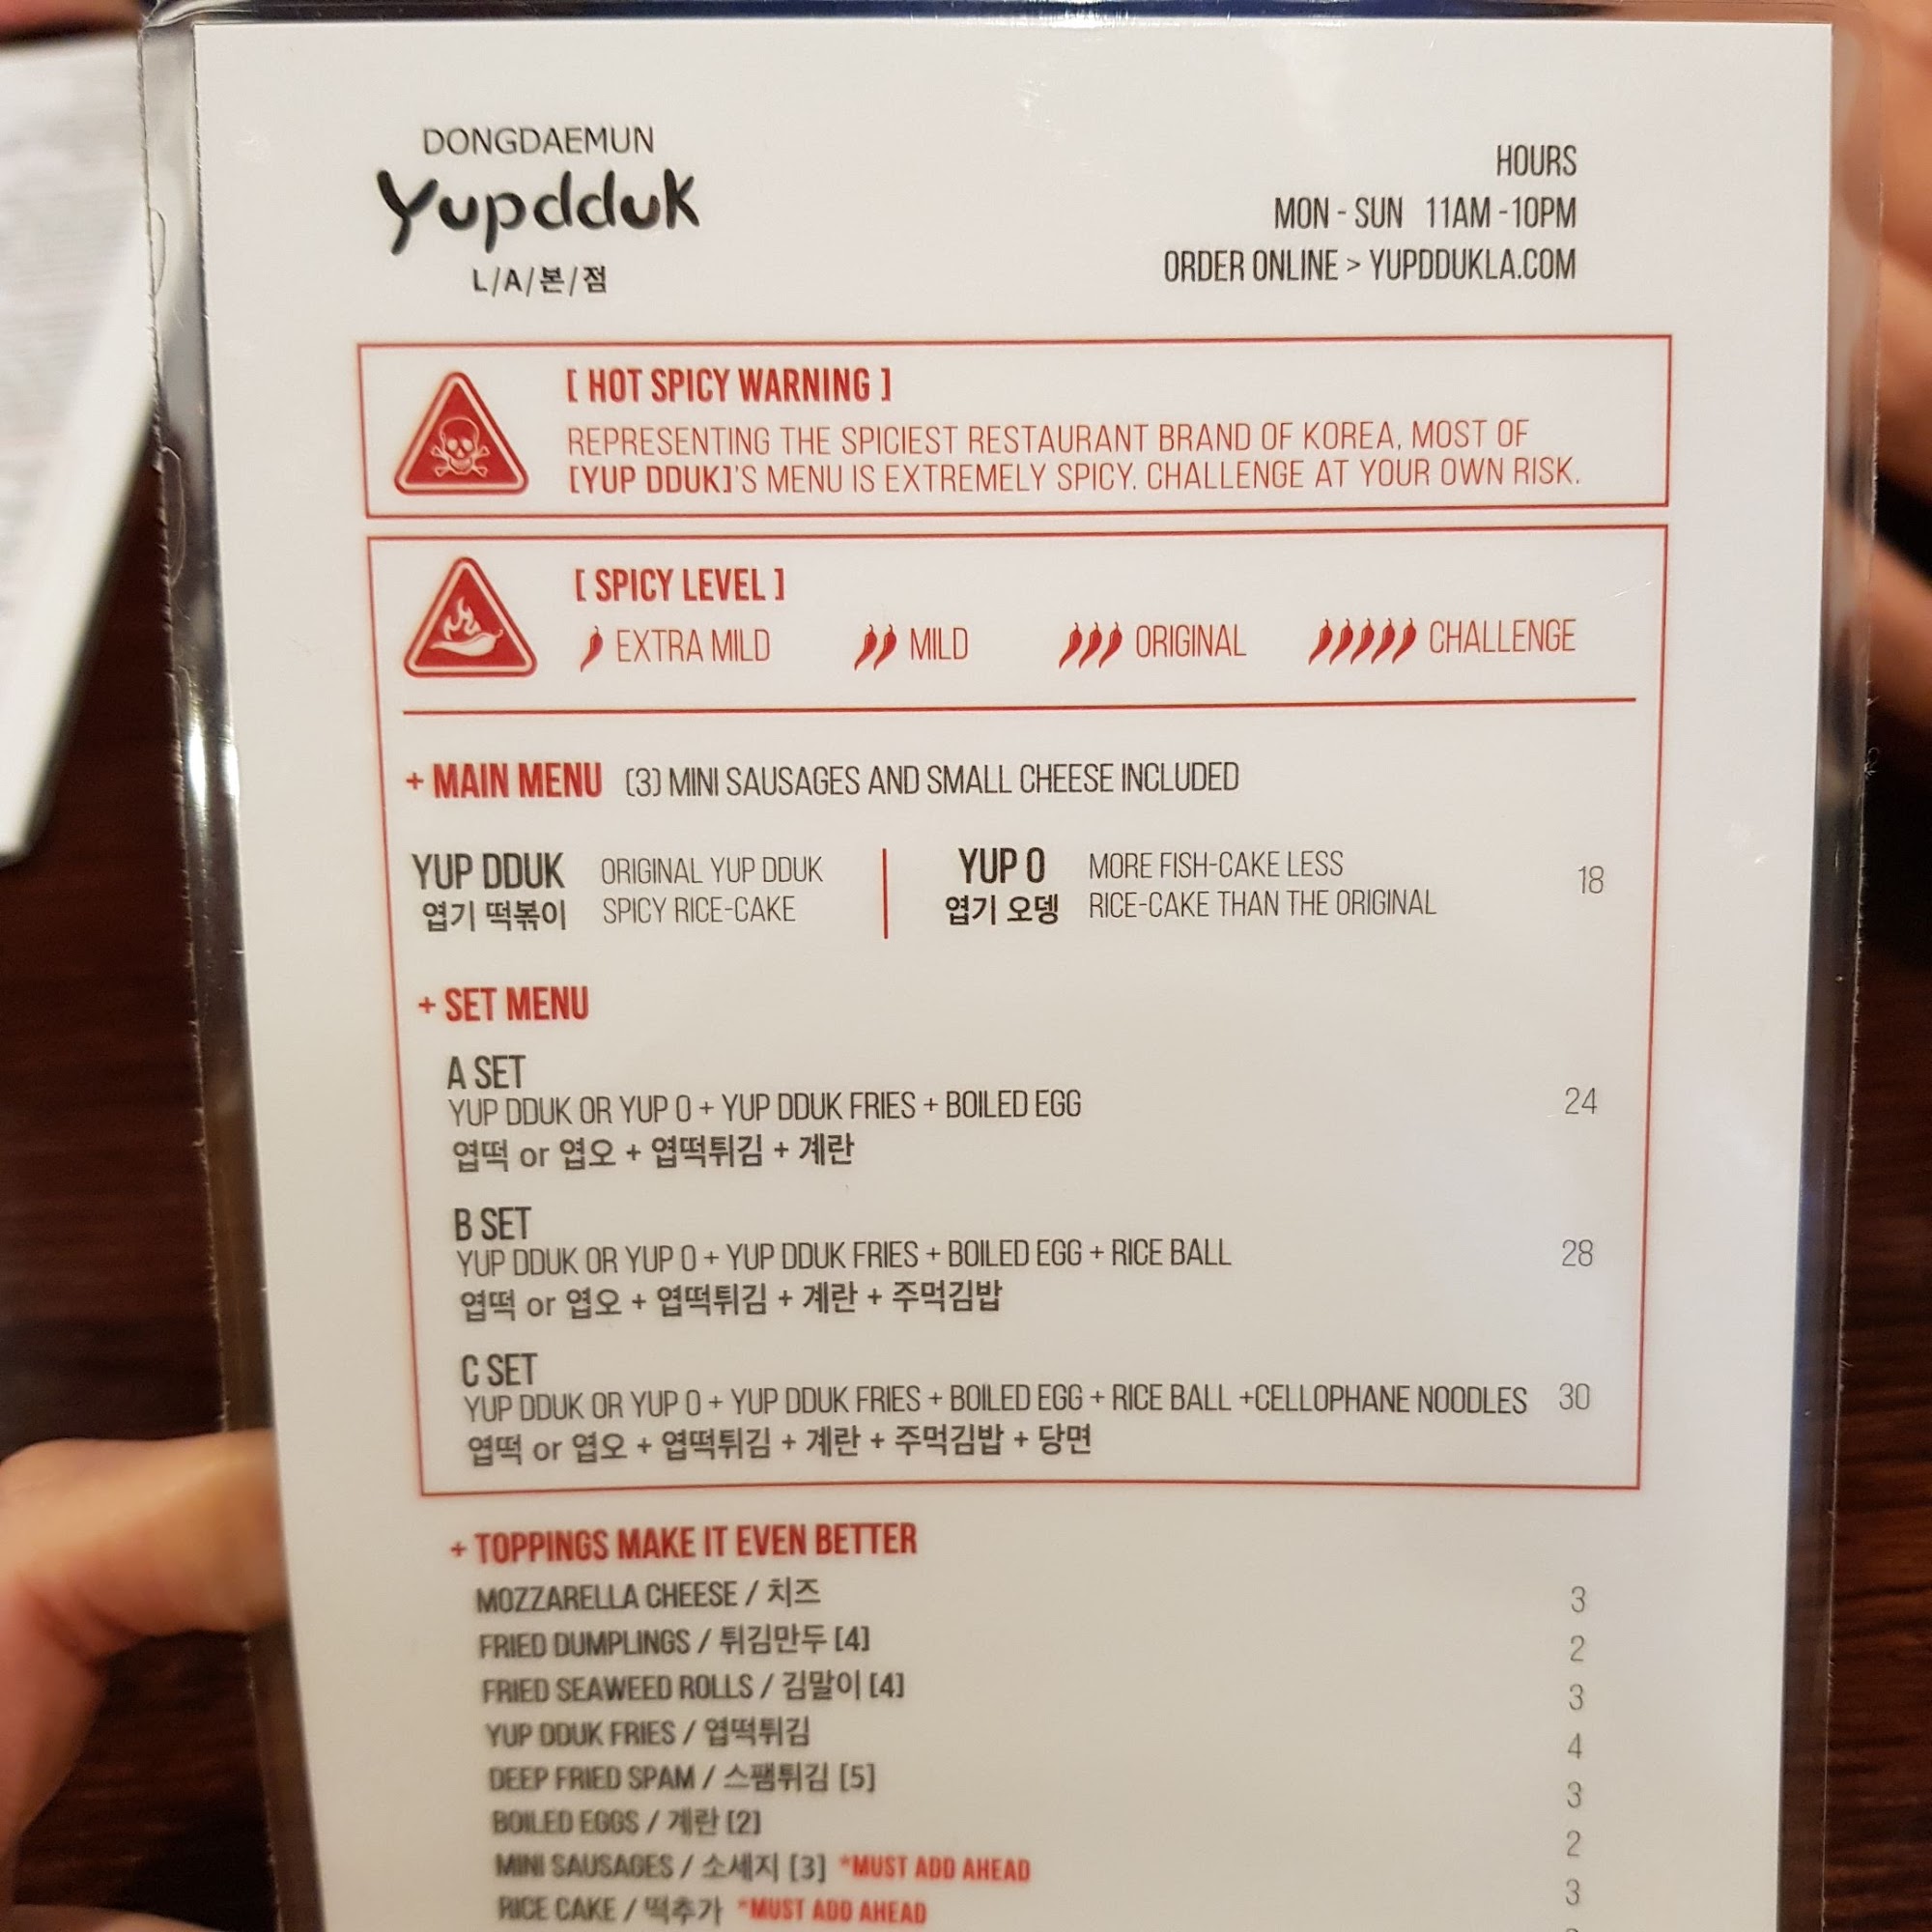 DONGDAEMUN
Yupdduk
L/A/본/점
HOURS
MON - SUN 11AM -10PM
ORDER ONLINE > YUPDDUKLA.COM
[ HOT SPICY WARNING ]
REPRESENTING THE SPICIEST RESTAURANT BRAND OF KOREA, MOST OF
[YUP DDUK]'S MENU IS EXTREMELY SPICY. CHALLENGE AT YOUR OWN RISK.
[ SPICY LEVEL ]
EXTRA MILD MILD ORIGINAL CHALLENGE
+ MAIN MENU (3) MINI SAUSAGES AND SMALL CHEESE INCLUDED
YUP DDUK ORIGINAL YUP DDUK
엽기 떡볶이 SPICY RICE-CAKE
YUP O MORE FISH-CAKE LESS
엽기 오뎅 RICE-CAKE THAN THE ORIGINAL
18
+ SET MENU
A SET
YUP DDUK OR YUP O + YUP DDUK FRIES + BOILED EGG 24
엽떡 or 엽오 + 엽떡튀김 + 계란
B SET
YUP DDUK OR YUP O + YUP DDUK FRIES + BOILED EGG + RICE BALL 28
엽떡 or 엽오 + 엽떡튀김 + 계란 + 주먹김밥
C SET
YUP DDUK OR YUP O + YUP DDUK FRIES + BOILED EGG + RICE BALL +CELLOPHANE NOODLES 30
엽떡 or 엽오 + 엽떡튀김 + 계란 + 주먹김밥 + 당면
+ TOPPINGS MAKE IT EVEN BETTER
MOZZARELLA CHEESE / 치즈 3
FRIED DUMPLINGS / 튀김만두 [4] 2
FRIED SEAWEED ROLLS / 김말이 [4] 3
YUP DDUK FRIES / 엽떡튀김 4
DEEP FRIED SPAM / 스팸튀김 [5] 3
BOILED EGGS / 계란 [2] 2
MINI SAUSAGES / 소세지 [3] *MUST ADD AHEAD 3
RICE CAKE / 떡추가 *MUST ADD AHEAD